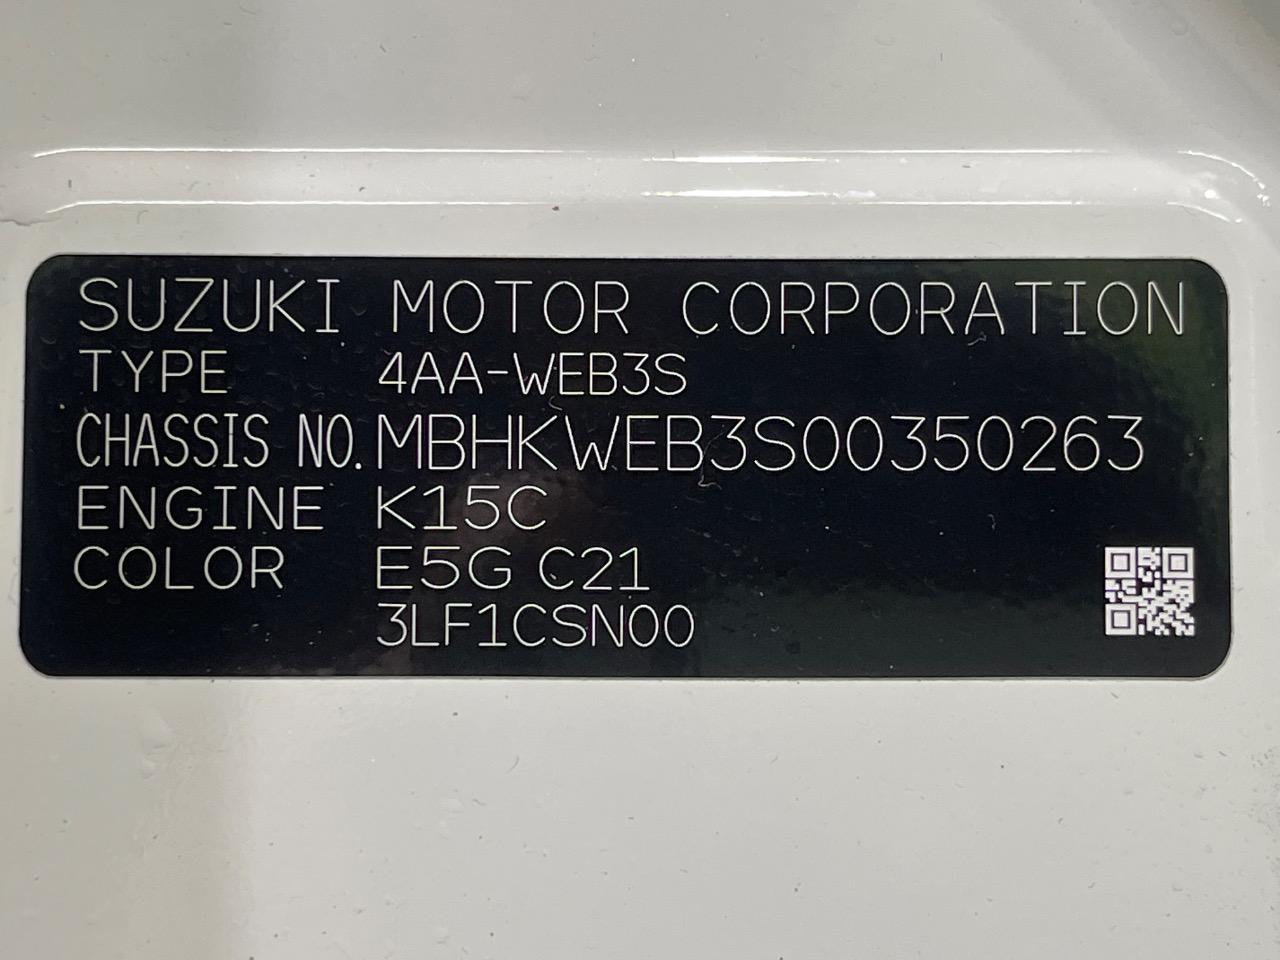 SUZUKI MOTOR CORPORATION
TYPE 4AA-WEB3S
CHASSIS NO. MBHKWEB3S00350263
ENGINE K15C
COLOR E5G C21
3LF1CSN00